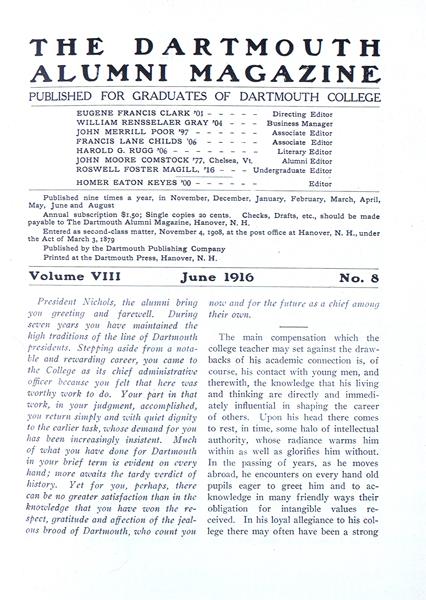 THE DARTMOUTH
ALUMNI MAGAZINE
PUBLISHED FOR GRADUATES OF DARTMOUTH COLLEGE
EUGENE FRANCIS CLARK '01 - - - - - Directing Editor
WILLIAM RENSSELAER GRAY '04 - - - - Business Manager
JOHN MERRILL POOR '97 - - - - - Associate Editor
FRANCIS LANE CHILDS '06 - - - - - Associate Editor
HAROLD G. RUGG '06 - - - - - - Literary Editor
JOHN MOORE COMSTOCK '77, Chelsea, Vt. Alumni Editor
ROSWELL FOSTER MAGILL, '16 - - - Undergraduate Editor
HOMER EATON KEYES '00 - - - - - Editor
Published nine times a year, in November, December, January, February, March, April,
May, June and August
Annual subscription $1.50; Single copies 20 cents. Checks, Drafts, etc., should be made
payable to The Dartmouth Alumni Magazine, Hanover, N. H,
Entered as second-class matter, November 4, 1908, at the post office at Hanover, N. H., under
the Act of March 3, 1879
Published by the Dartmouth Publishing Company
Printed at the Dartmouth Press, Hanover, N. H.
Volume VIII June 1916 No. 8
President Nichols, the alumni bring
you greeting and farewell. During
seven years you have maintained the
high traditions of the line of Dartmouth
presidents. Stepping aside from a nota-
ble and rewarding career, you came to
the College as its chief administrative
officer because you felt that here was
worthy work to do. Your part in that
work, in your judgment, accomplished,
you return simply and with quiet dignity
to the earlier task, whose demand for you
has been increasingly insistent. Much
of what you have done for Dartmouth
in your brief term is evident on every
hand; more awaits the tardy verdict of
history. Yet for you, perhaps, there
can be no greater satisfaction than in the
knowledge that you have won the re-
spect, gratitude and affection of the jeal-
ous brood of Dartmouth, who count you
now and for the future as a chief among
their own.
The main compensation which the
college teacher may set against the draw-
backs of his academic connection is, of
course, his contact with young men, and
therewith, the knowledge that his living
and thinking are directly and immedi-
ately influential in shaping the career
of others. Upon his head there comes
to rest, in time, some halo of intellectual
authority, whose radiance warms him
within as well as glorifies him without.
In the passing of years, as he moves
abroad, he encounters on every hand old
pupils eager to greet him and to ac-
knowledge in many friendly ways their
obligation for intangible values re-
ceived. In his loyal allegiance to his col-
lege there may often have been a strong